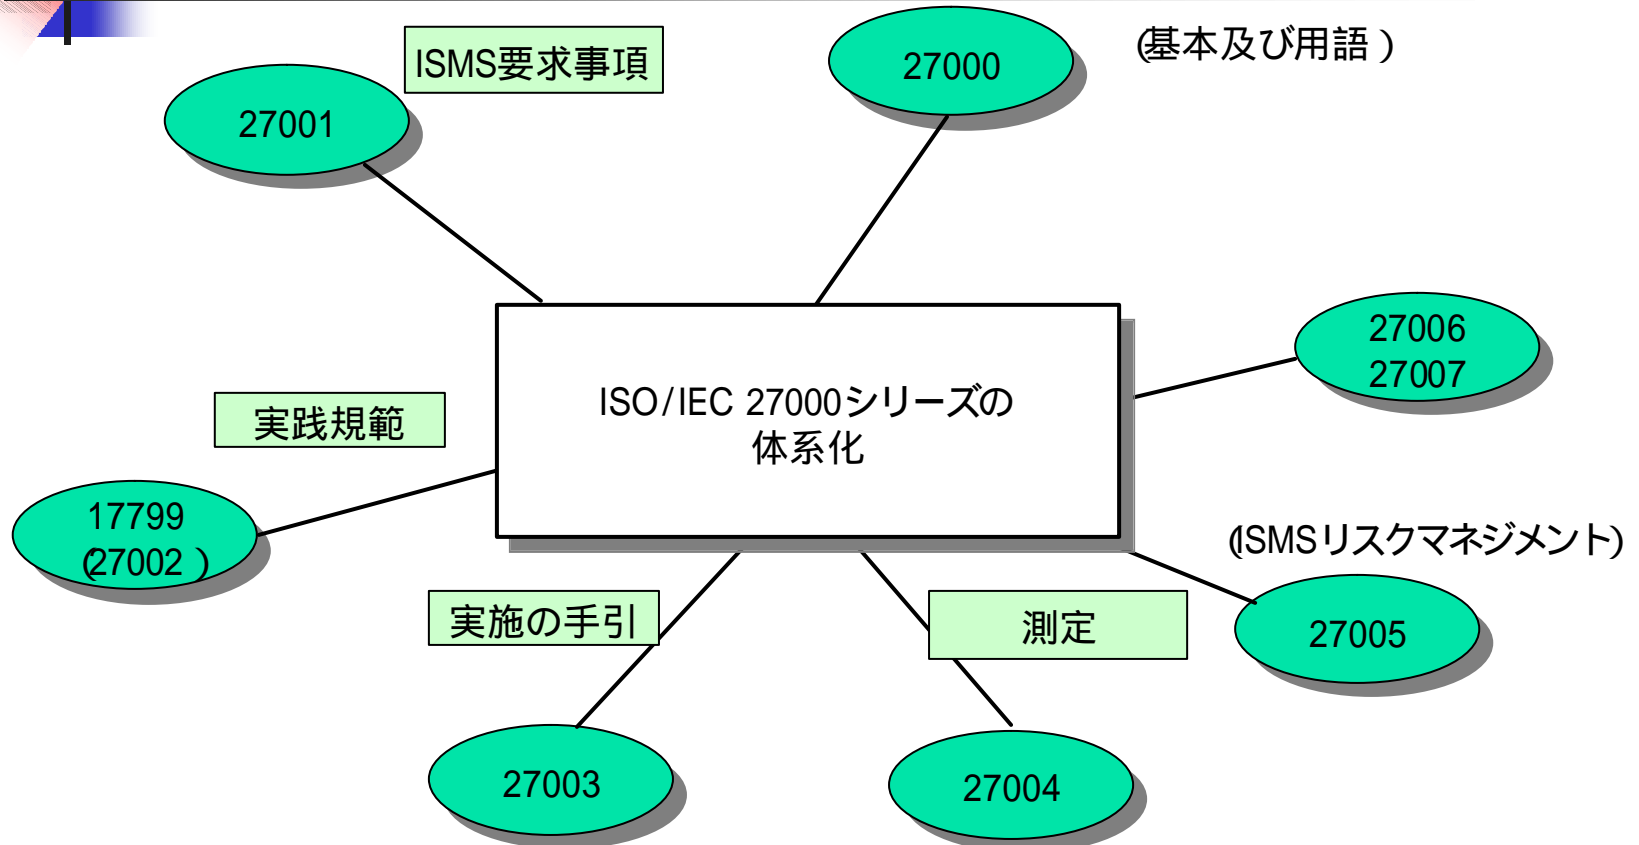 ISMS要求事項
27000
(基本及び用語)
27001
27006
27007
ISO/IEC 27000シリーズの
体系化
実践規範
17799
(27002)
(ISMSリスクマネジメント)
27005
実施の手引
測定
27003
27004